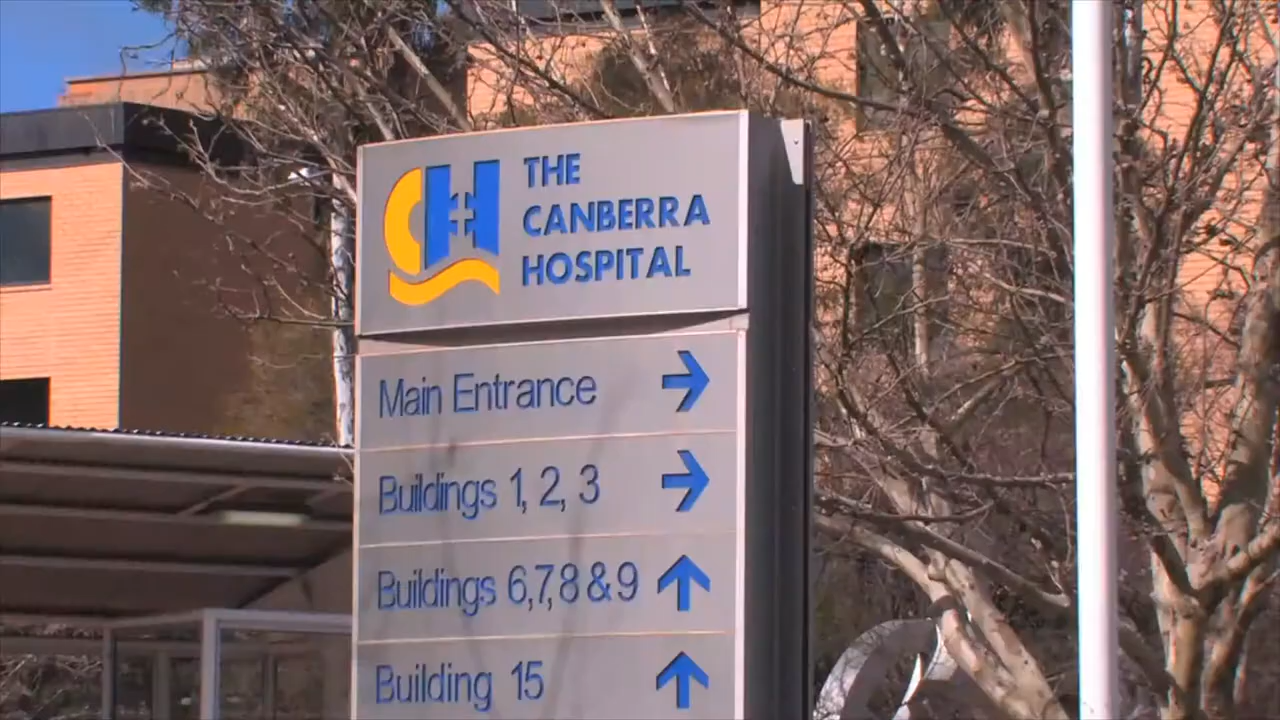 THE
CANBERRA
HOSPITAL
Main Entrance
Buildings 1, 2, 3
Buildings 6,7,8 & 9
Building 15